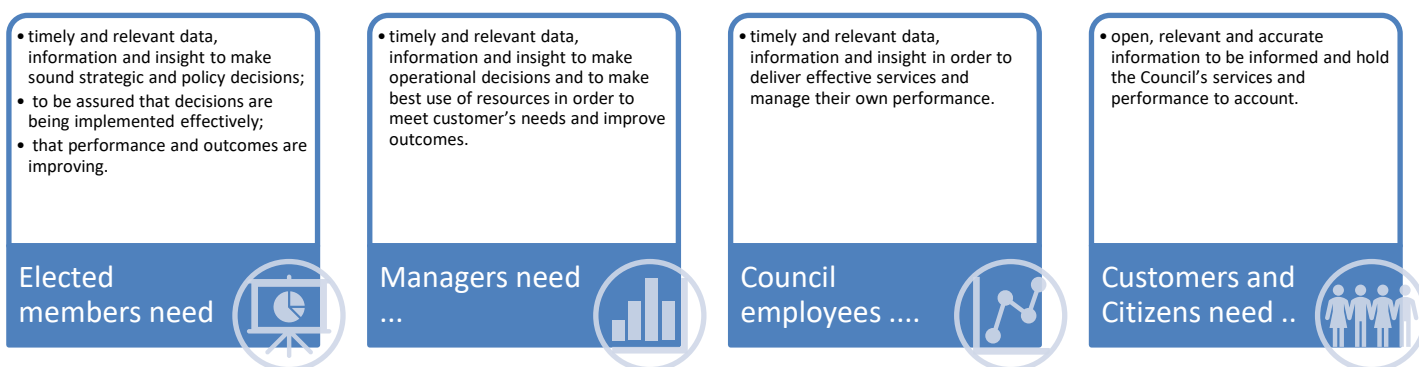 • timely and relevant data,
information and insight to make
sound strategic and policy decisions;
• to be assured that decisions are
being implemented effectively;
• that performance and outcomes are
improving.
Elected
members need
• timely and relevant data,
information and insight to make
operational decisions and to make
best use of resources in order to
meet customer’s needs and improve
outcomes.
Managers need
...
• timely and relevant data,
information and insight in order to
deliver effective services and
manage their own performance.
Council
employees ....
• open, relevant and accurate
information to be informed and hold
the Council’s services and
performance to account.
Customers and
Citizens need ..